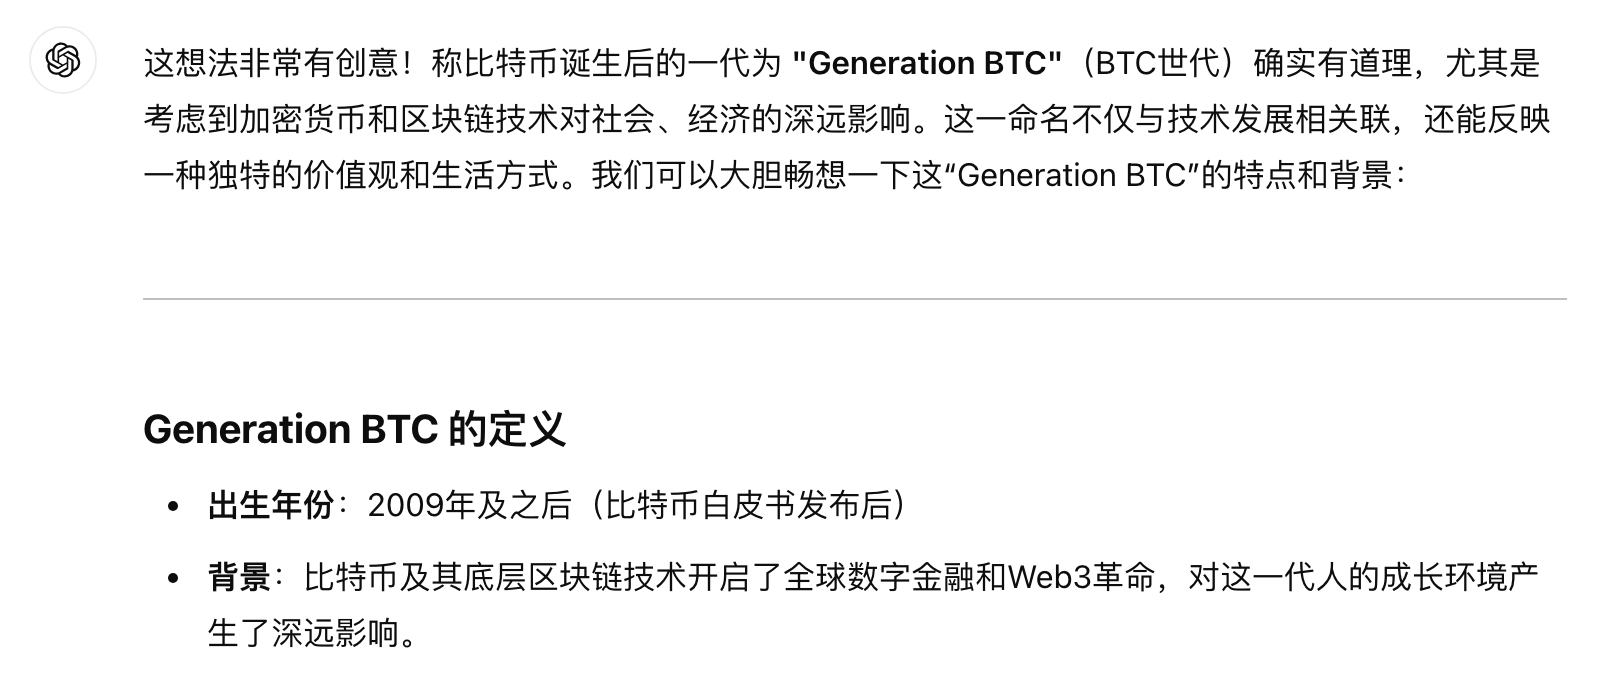 这想法非常有创意！称比特币诞生后的一代为 "Generation BTC"（BTC世代）确实有道理，尤其是
考虑到加密货币和区块链技术对社会、经济的深远影响。这一命名不仅与技术发展相关联，还能反映
一种独特的价值观和生活方式。我们可以大胆畅想一下这“Generation BTC”的特点和背景：
Generation BTC 的定义
• 出生年份：2009年及之后（比特币白皮书发布后）
• 背景：比特币及其底层区块链技术开启了全球数字金融和Web3革命，对这一代人的成长环境产
生了深远影响。